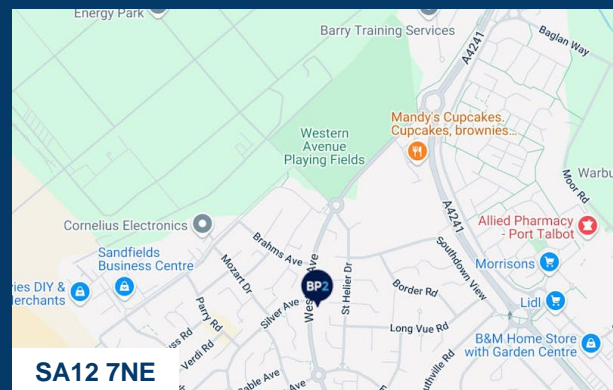 Energy Park
Barry Training Services
Baglan Way
A4241
Mandy's Cupcakes.
Cupcakes, brownies...
Western
Avenue
Playing Fields
Warbu
Moor Rd
A4241
Allied Pharmacy
- Port Talbot
Cornelius Electronics
Brahms Ave
Southdown View
Sandfields
Business Centre
Mozart Dr
St Helier Dr
Morrisons
BP2
Border Rd
ies DIY &
erchants
Parry Rd
Silver Ave
Lidl
Long Vue Rd
Verdi Rd
B&M Home Store
with Garden Centre
SA12 7NE